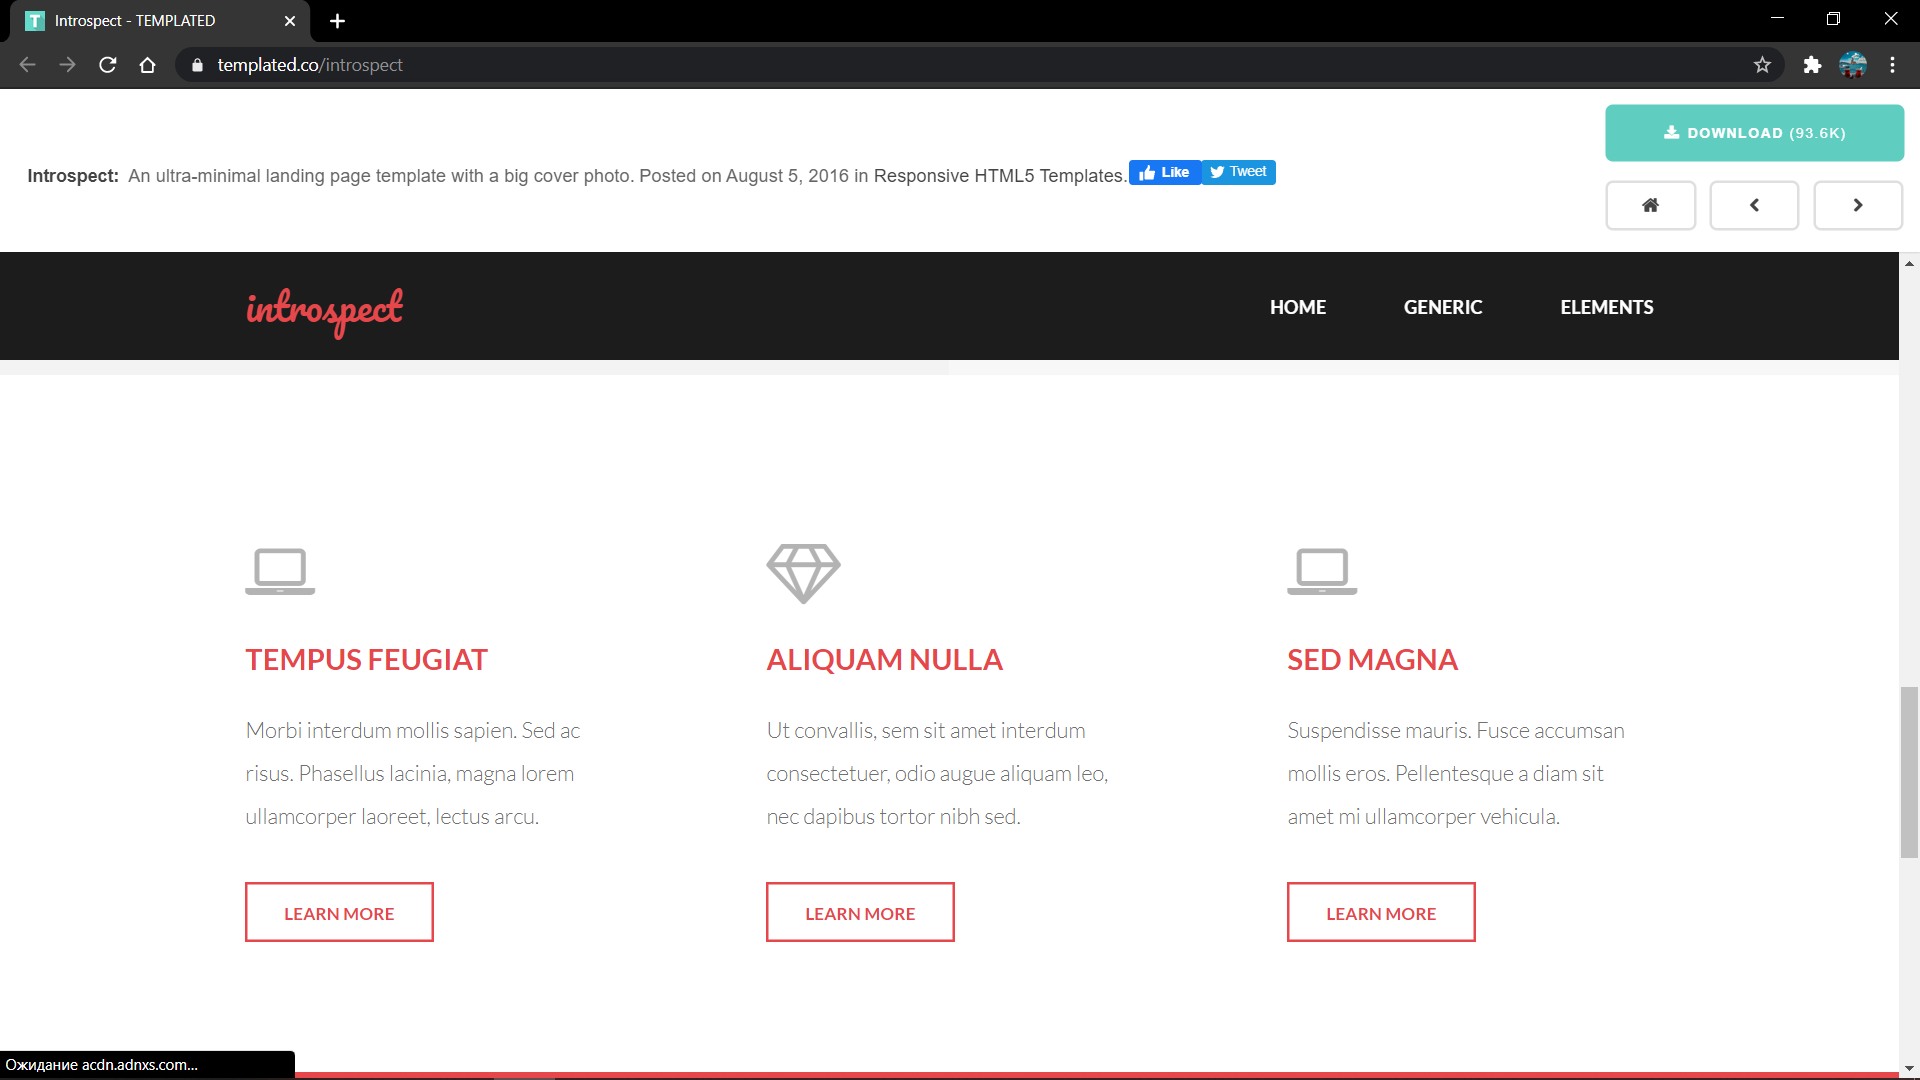 Introspect - TEMPLATED
templated.co/introspect
DOWNLOAD (93.6K)
Introspect: An ultra-minimal landing page template with a big cover photo. Posted on August 5, 2016 in Responsive HTML5 Templates. Like Tweet
introspect HOME GENERIC ELEMENTS
TEMPUS FEUGIAT
Morbi interdum mollis sapien. Sed ac
risus. Phasellus lacinia, magna lorem
ullamcorper laoreet, lectus arcu.
LEARN MORE
ALIQUAM NULLA
Ut convallis, sem sit amet interdum
consectetuer, odio augue aliquam leo,
nec dapibus tortor nibh sed.
LEARN MORE
SED MAGNA
Suspendisse mauris. Fusce accumsan
mollis eros. Pellentesque a diam sit
amet mi ullamcorper vehicula.
LEARN MORE
Ожидание acdn.adnxs.com...